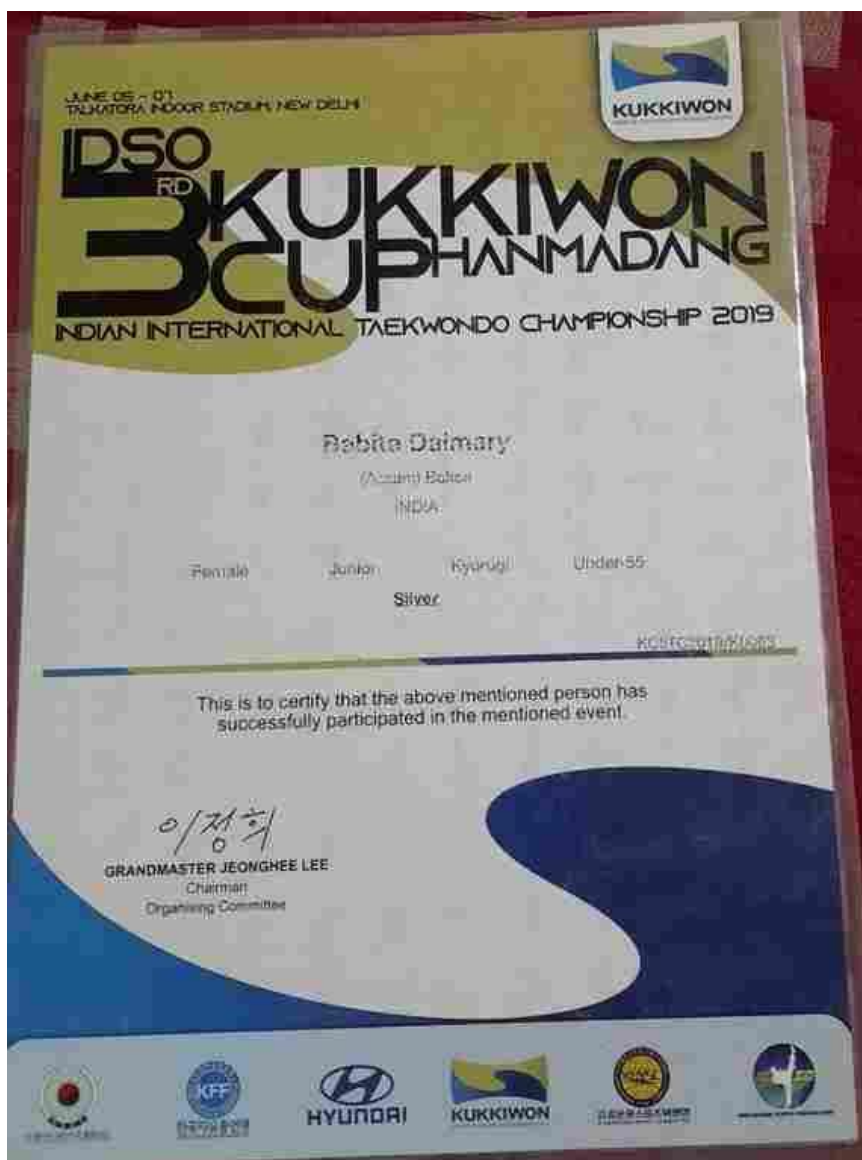 JUNE 05 - 07
TALKATORA INDOOR STADIUM, NEW DELHI
KUKKIWON
IDSO
3RD KUKKIWON
CUP HANMADANG
INDIAN INTERNATIONAL TAEKWONDO CHAMPIONSHIP 2019
Babita Daimary
(Assam)
INDIA
Female Junior Kyorugi Under-55
Silver
This is to certify that the above mentioned person has
successfully participated in the mentioned event.
이정희
GRANDMASTER JEONGHEE LEE
Chairman
Organising Committee
KFF
HYUNDAI
KUKKIWON